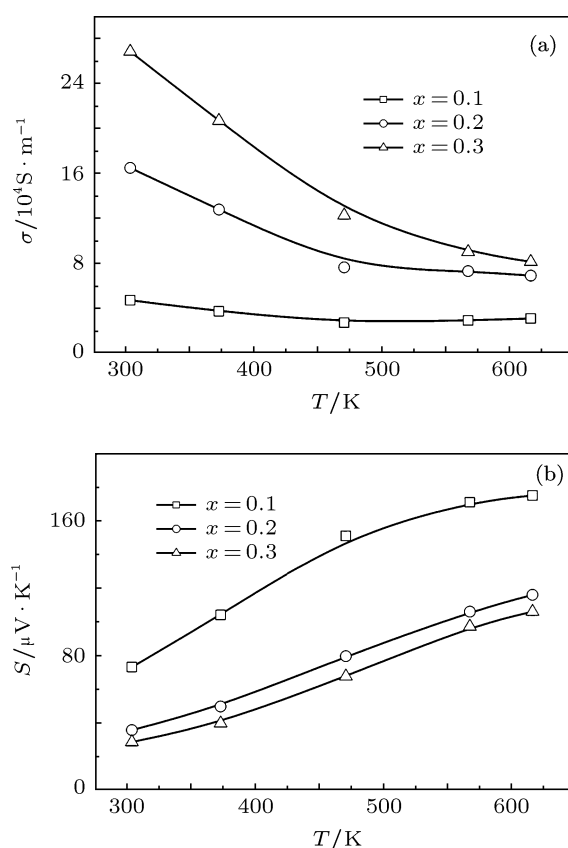 (a)
24
16
8
0
σ/10⁴S · m⁻¹
x = 0.1
x = 0.2
x = 0.3
300 400 500 600
T/K
(b)
160
80
0
S/μV · K⁻¹
x = 0.1
x = 0.2
x = 0.3
300 400 500 600
T/K